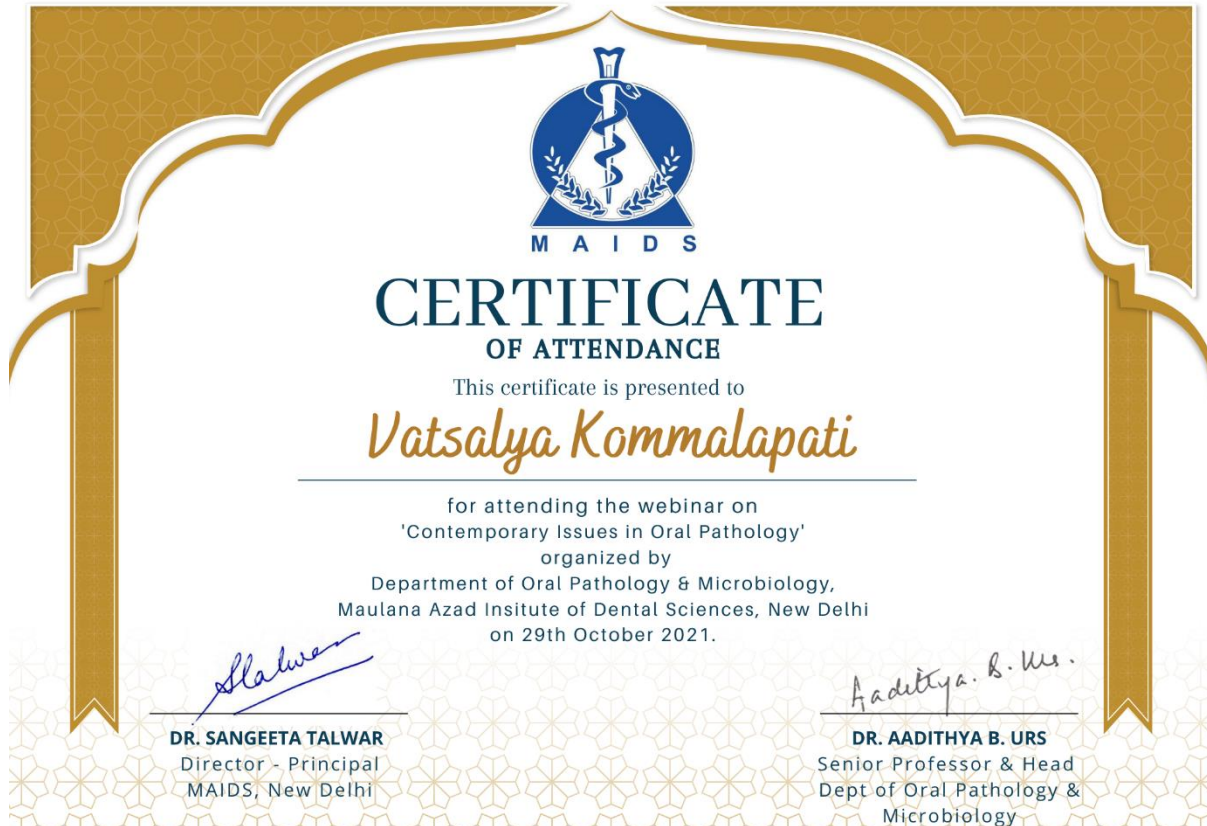 MAIDS
CERTIFICATE
OF ATTENDANCE
This certificate is presented to
Vatsalya Kommalapati
for attending the webinar on
'Contemporary Issues in Oral Pathology'
organized by
Department of Oral Pathology & Microbiology,
Maulana Azad Insitute of Dental Sciences, New Delhi
on 29th October 2021.
STalwar
DR. SANGEETA TALWAR
Director - Principal
MAIDS, New Delhi
Aadithya. B. Urs.
DR. AADITHYA B. URS
Senior Professor & Head
Dept of Oral Pathology &
Microbiology